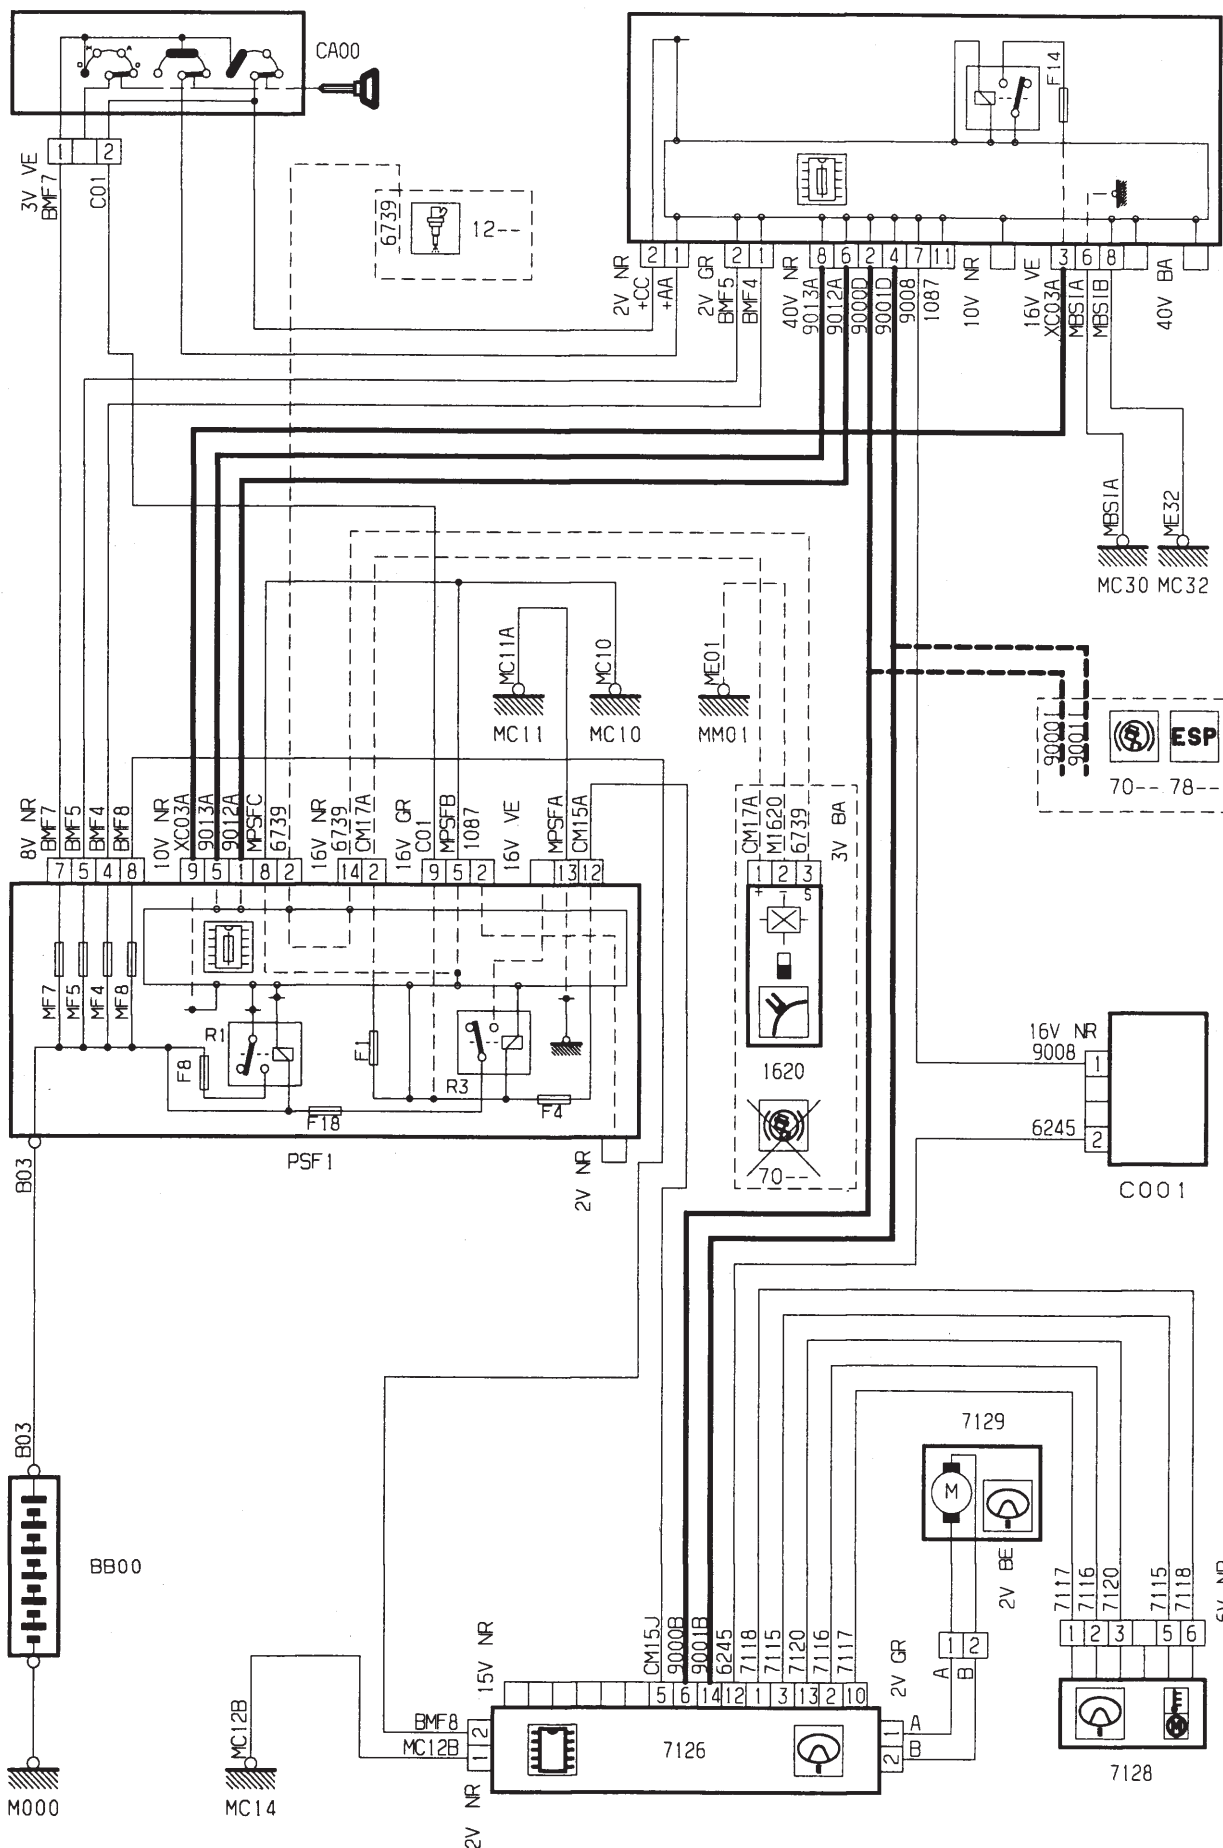 CA00
M A
D D
F14
1 2
3V VE
BMF7
C01
6739
12--
2 1 2 1 8 6 2 4 7 11 3 6 8
2V NR
+CC
+AA
2V GR
BMF5
BMF4
40V NR
9013A
9012A
9000D
9001D
9008
1087
10V NR
16V VE
XC03A
MBS1A
MBS1B
40V BA
MBS1A
ME32
MC30 MC32
MC11A
MC10
ME01
MC11 MC10 MM01
9000L
9001L
ESP
70-- 78--
8V NR
BMF7
BMF5
BMF4
BMF8
10V NR
XC03A
9013A
9012A
MPSFC
6739
16V NR
6739
CM17A
16V GR
C01
MPSFB
1087
16V VE
MPSFA
CM15A
CM17A
M1620
6739
3V BA
7 5 4 8 9 5 1 8 2 14 2 9 5 2 13 12
1 2 3
+ - S
MF7
MF5
MF4
MF8
R1
F8
F18
F1
R3
F4
1620
70--
16V NR
9008 1
6245 2
C001
PSF1
2V NR
B03
B03
BB00
7129
M
2V BE
7117
7116
7120
7115
7118
6V NR
1 2 3 5 6
15V NR
CM15J
9000B
9001B
6245
7118
7115
7120
7116
7117
2V GR
A
B
1 2
5 6 14 12 1 3 13 2 10
MC12B
BMF8 2
MC12B 1
7126
1 A
2 B
7128
M000
MC14
2V NR